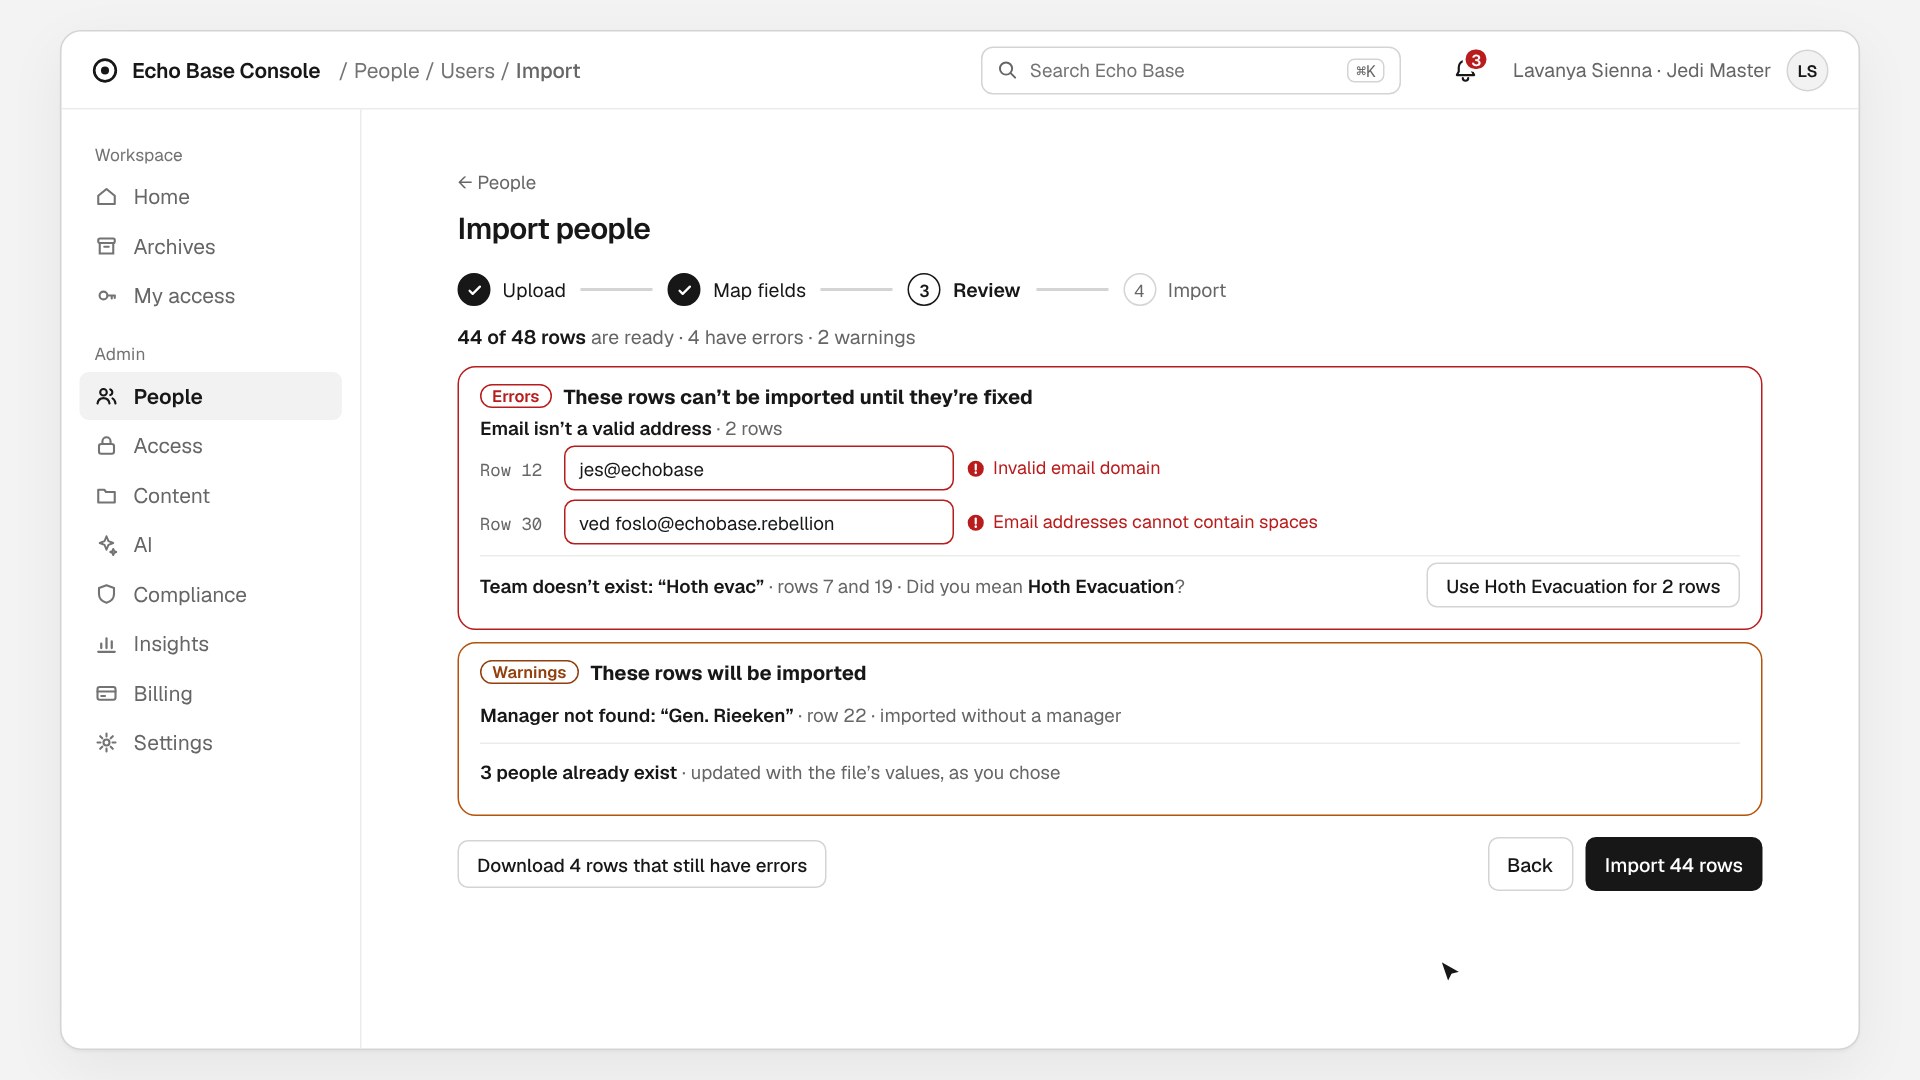 Echo Base Console / People / Users / Import
Search Echo Base ⌘K
3
Lavanya Sienna · Jedi Master LS
Workspace
Home
Archives
My access
Admin
People
Access
Content
AI
Compliance
Insights
Billing
Settings
← People
Import people
Upload
Map fields
3 Review
4 Import
44 of 48 rows are ready · 4 have errors · 2 warnings
Errors These rows can’t be imported until they’re fixed
Email isn’t a valid address · 2 rows
Row 12 jes@echobase Invalid email domain
Row 30 ved foslo@echobase.rebellion Email addresses cannot contain spaces
Team doesn’t exist: “Hoth evac” · rows 7 and 19 · Did you mean Hoth Evacuation? Use Hoth Evacuation for 2 rows
Warnings These rows will be imported
Manager not found: “Gen. Rieeken” · row 22 · imported without a manager
3 people already exist · updated with the file’s values, as you chose
Download 4 rows that still have errors
Back
Import 44 rows